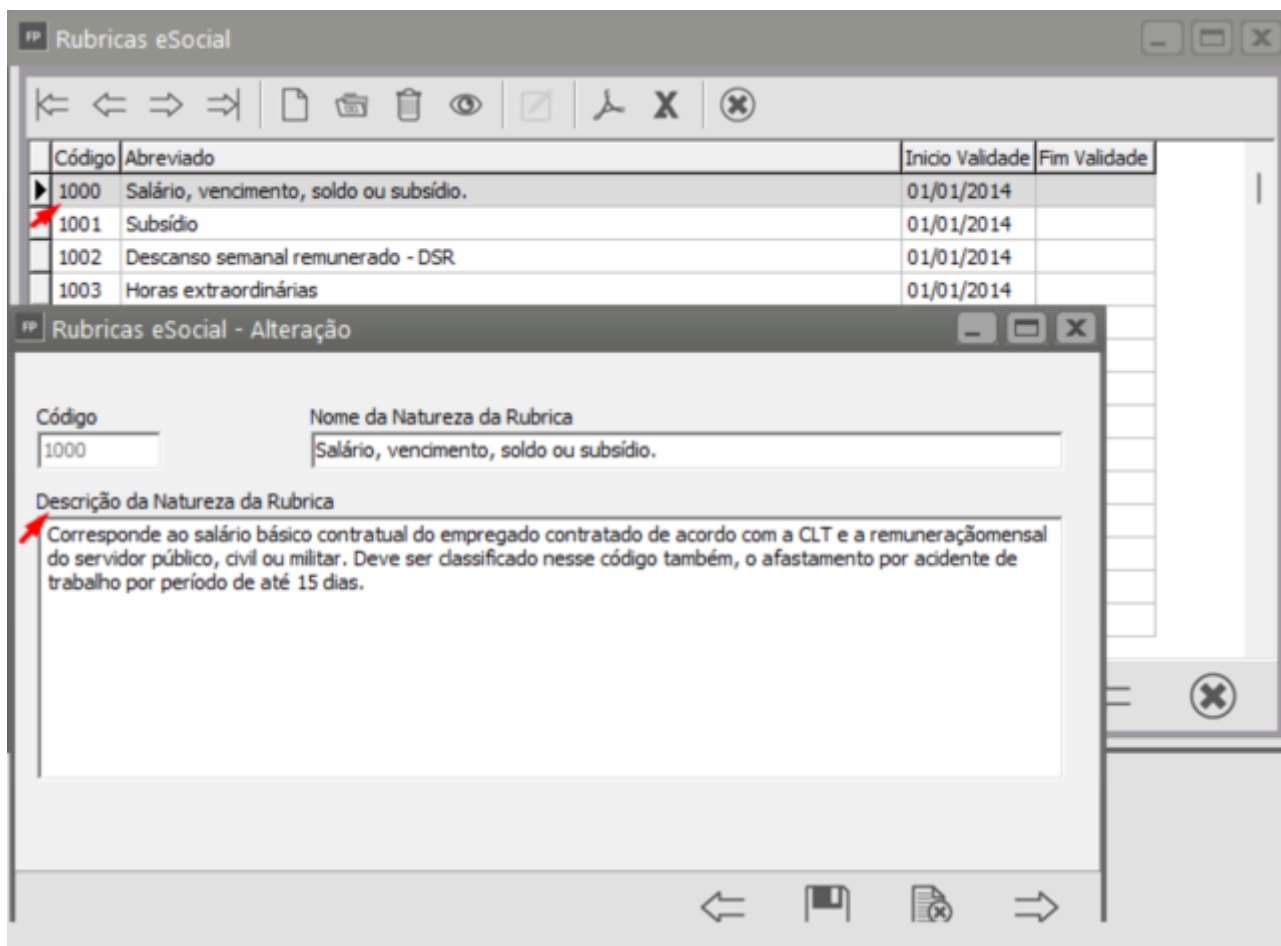 FP Rubricas eSocial
Código Abreviado Inicio Validade Fim Validade
1000 Salário, vencimento, soldo ou subsídio. 01/01/2014
1001 Subsídio 01/01/2014
1002 Descanso semanal remunerado - DSR 01/01/2014
1003 Horas extraordinárias 01/01/2014
FP Rubricas eSocial - Alteração
Código Nome da Natureza da Rubrica
1000 Salário, vencimento, soldo ou subsídio.
Descrição da Natureza da Rubrica
Corresponde ao salário básico contratual do empregado contratado de acordo com a CLT e a remuneraçãomensal
do servidor público, civil ou militar. Deve ser classificado nesse código também, o afastamento por acidente de
trabalho por período de até 15 dias.